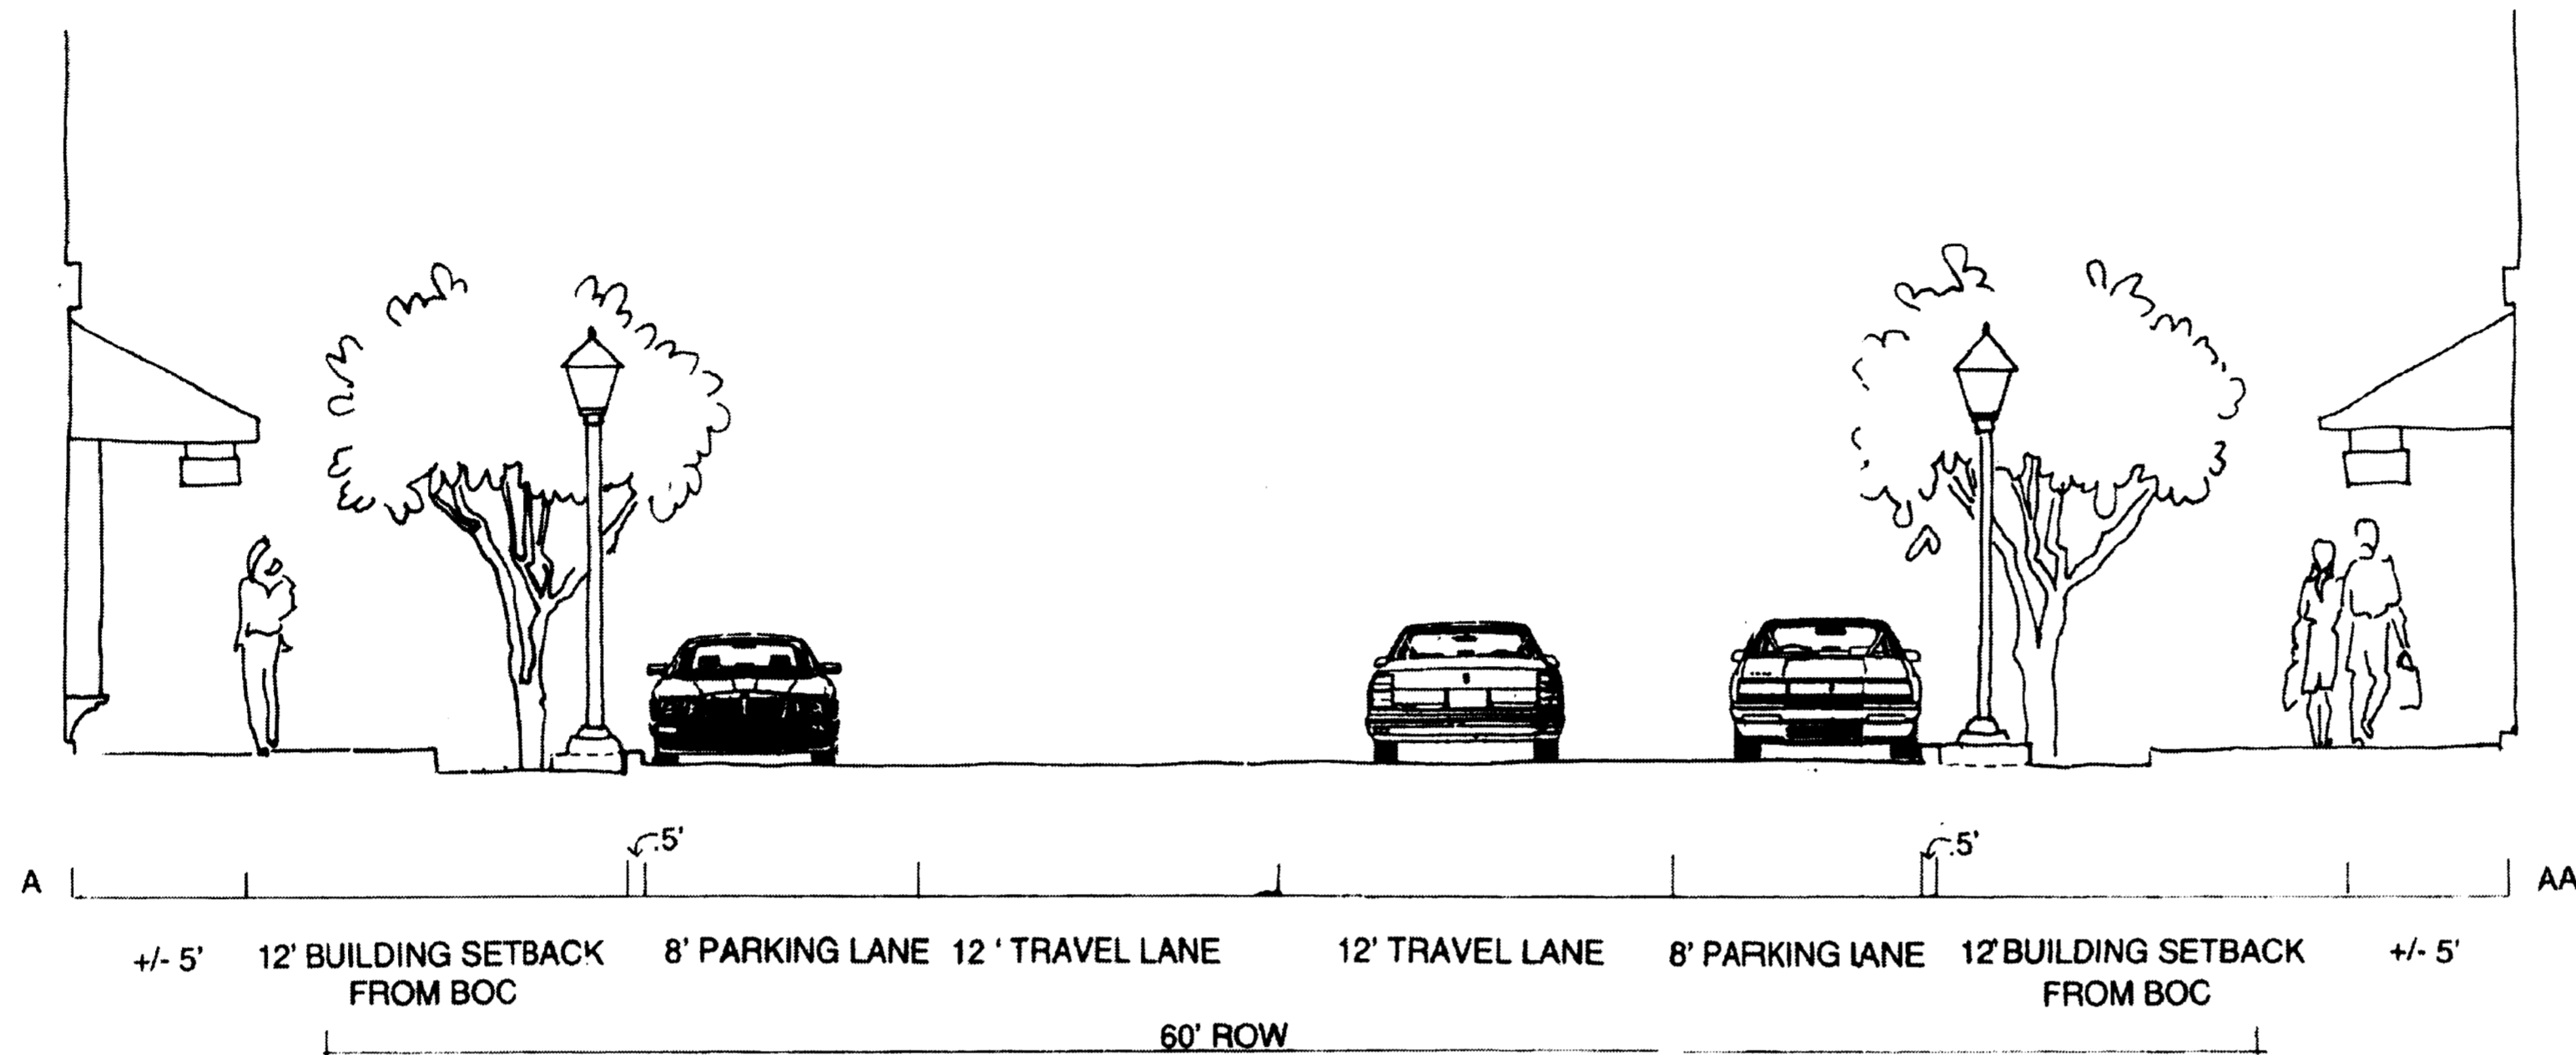 .5' .5'
A AA
+/- 5' 12' BUILDING SETBACK 8' PARKING LANE 12 ' TRAVEL LANE 12' TRAVEL LANE 8' PARKING LANE 12' BUILDING SETBACK +/- 5'
FROM BOC FROM BOC
60' ROW